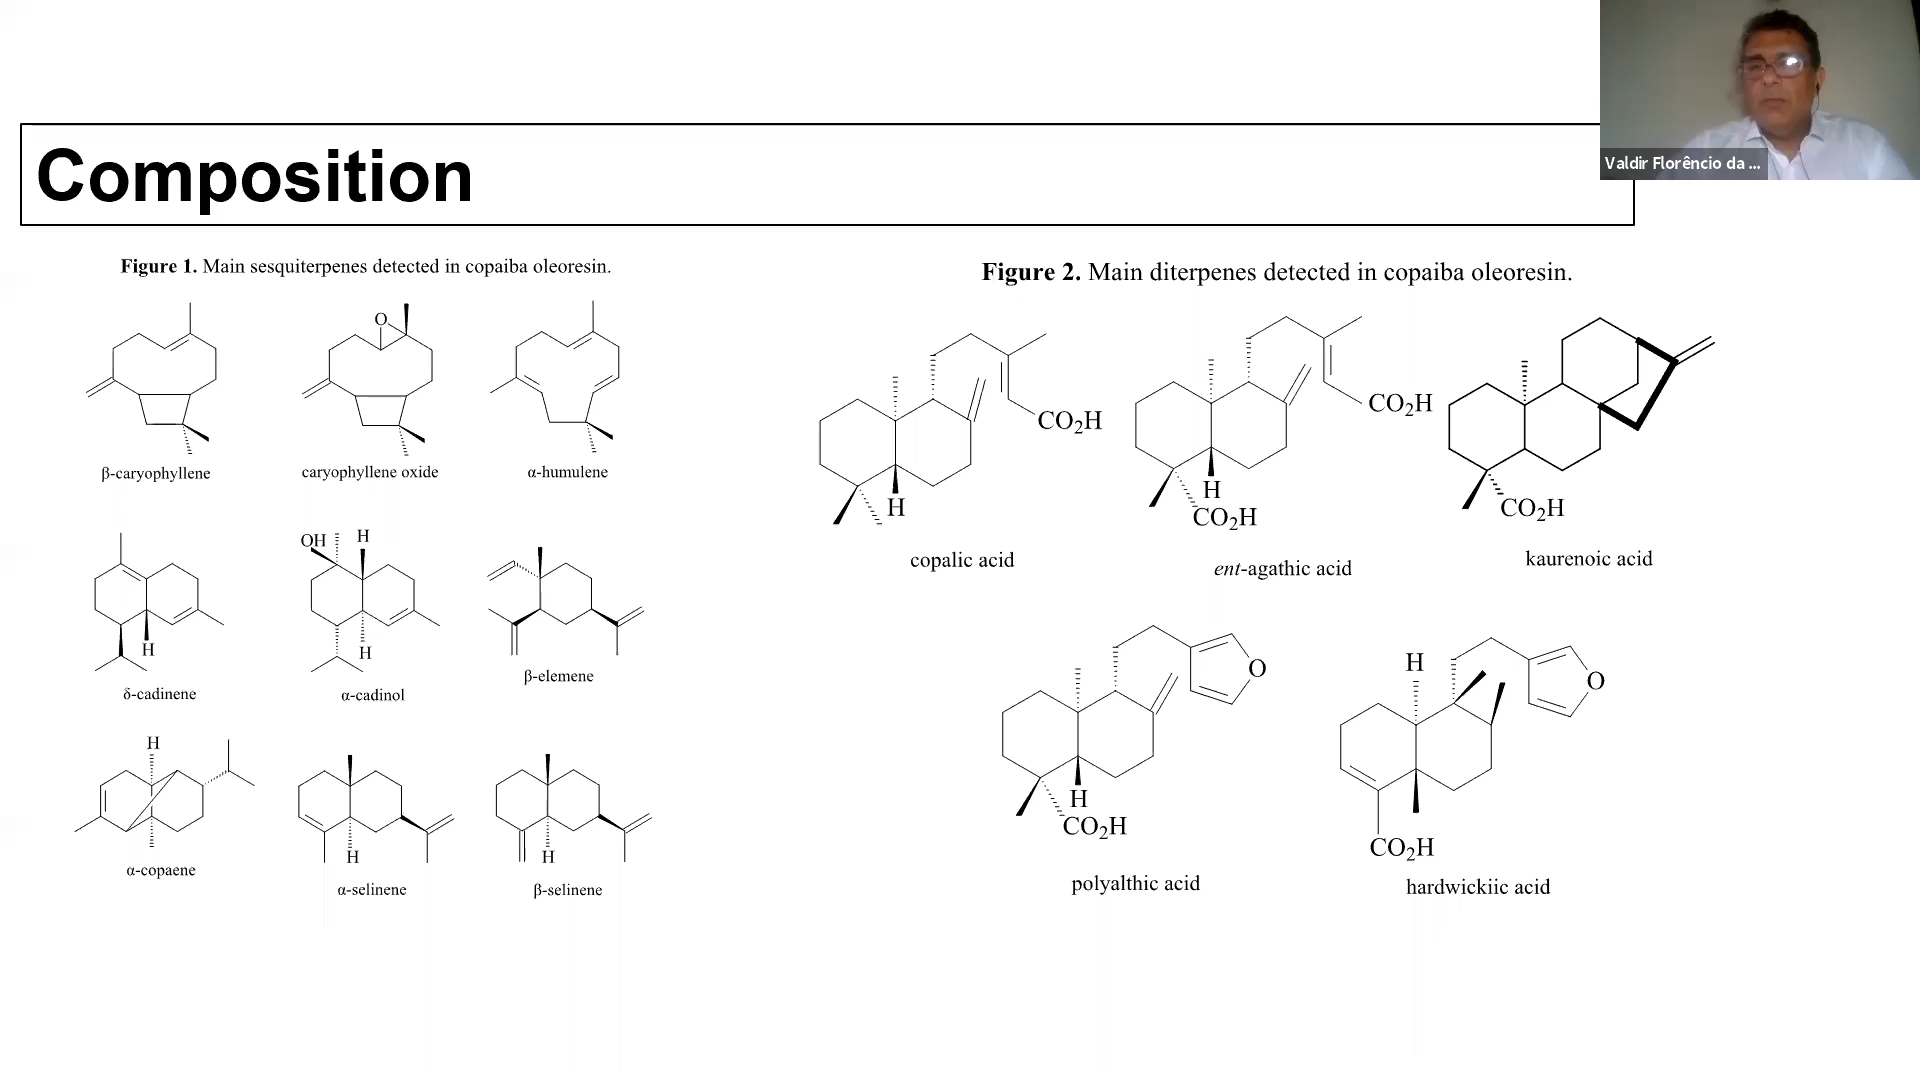 Valdir Florêncio da ...
Composition
Figure 1. Main sesquiterpenes detected in copaiba oleoresin.
O
β-caryophyllene
caryophyllene oxide
α-humulene
OH
H
H
H
δ-cadinene
α-cadinol
β-elemene
H
H
H
α-copaene
α-selinene
β-selinene
Figure 2. Main diterpenes detected in copaiba oleoresin.
CO₂H
H
copalic acid
CO₂H
H
CO₂H
ent-agathic acid
CO₂H
kaurenoic acid
O
H
CO₂H
polyalthic acid
H
O
CO₂H
hardwickiic acid